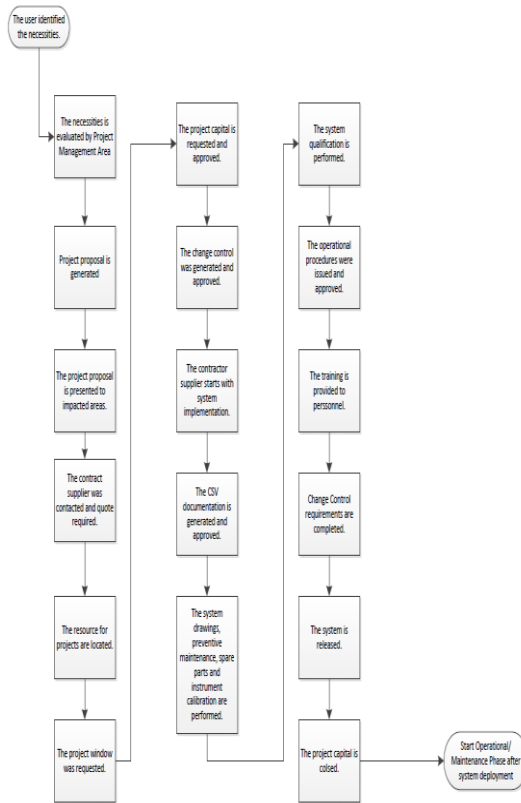 The user identified
the necessities.
The necessities is
evaluated by Project
Management Area
Project proposal is
generated
The project proposal
is presented to
impacted areas.
The contract
supplier was
contacted and quote
required.
The resource for
projects are located.
The project window
was requested.
The project capital is
requested and
approved.
The change control
was generated and
approved.
The contractor
supplier starts with
system
implementation.
The CSV
documentation is
generated and
approved.
The system
drawings,
preventive
maintenance, spare
parts and
instrument
calibration are
performed.
The system
qualification is
performed.
The operational
procedures were
issued and
approved.
The training is
provided to
perssonnel.
Change Control
requirements are
completed.
The system is
released.
The project capital is
colsed.
Start Operational/
Maintenance Phase after
system deployment